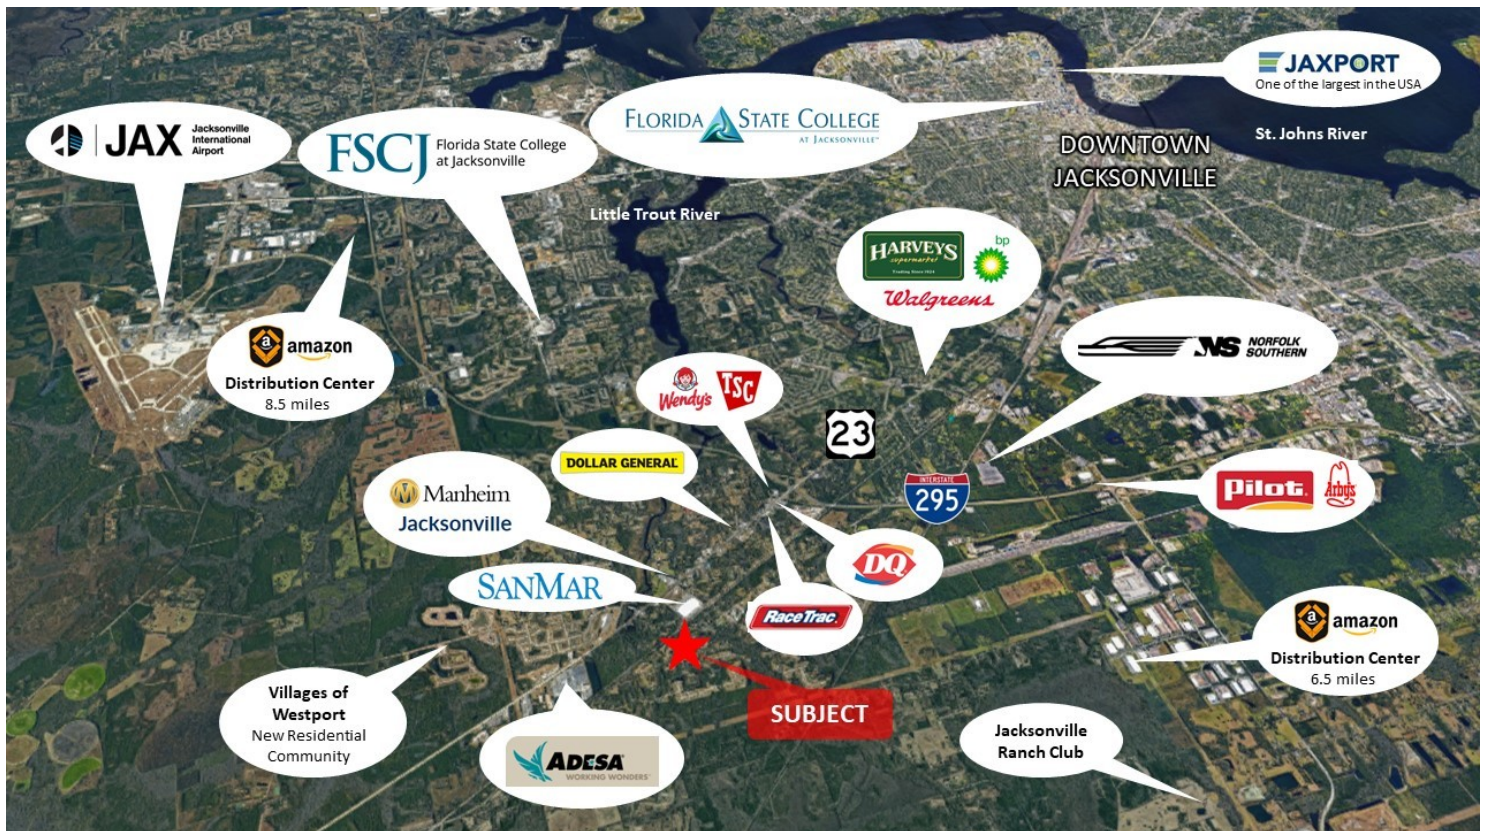 JAXPORT
One of the largest in the USA
St. Johns River
FLORIDA STATE COLLEGE
AT JACKSONVILLE
DOWNTOWN
JACKSONVILLE
JAX
Jacksonville
International
Airport
FSCJ
Florida State College
at Jacksonville
Little Trout River
HARVEYS
supermarket
Trading Since 1924
bp
Walgreens
a
amazon
Distribution Center
8.5 miles
NS
NORFOLK
SOUTHERN
Wendy's
TSC
23
DOLLAR GENERAL
INTERSTATE
295
Pilot
Arby's
M
Manheim
Jacksonville
DQ
SANMAR
RaceTrac
a
amazon
Distribution Center
6.5 miles
Villages of
Westport
New Residential
Community
SUBJECT
ADESA
WORKING WONDERS
Jacksonville
Ranch Club